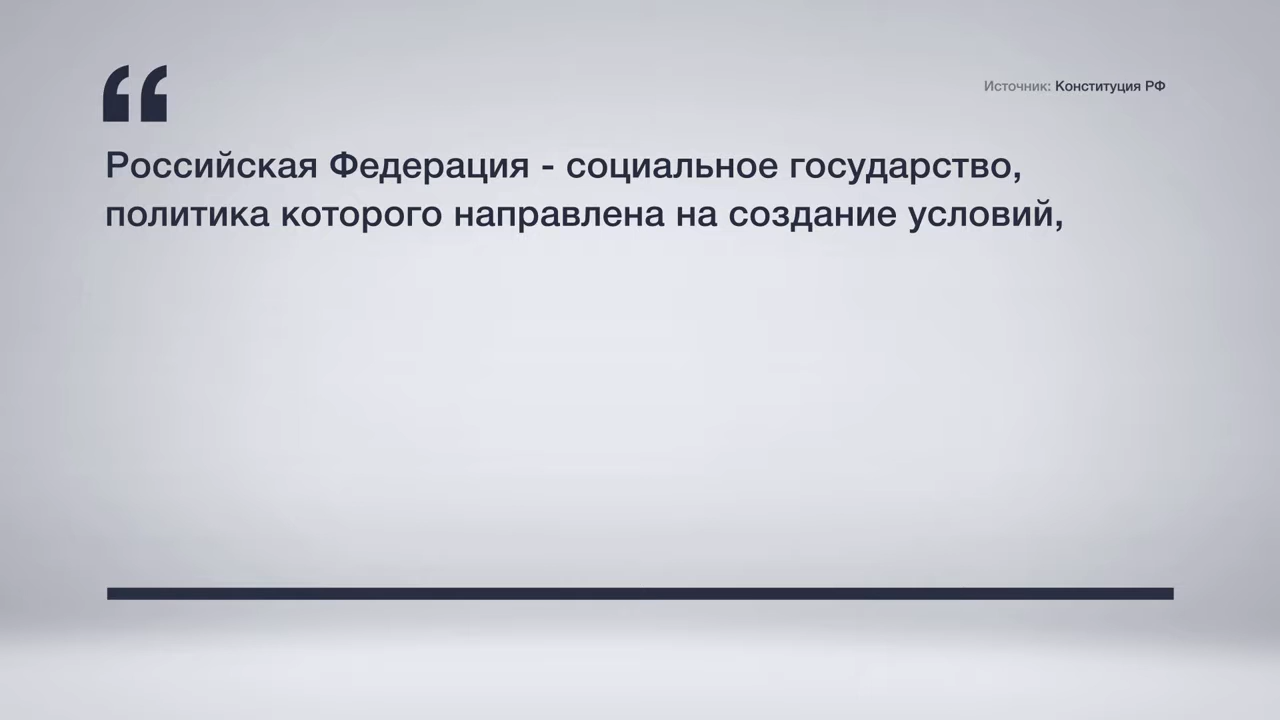 Источник: Конституция РФ
“
Российская Федерация - социальное государство,
политика которого направлена на создание условий,